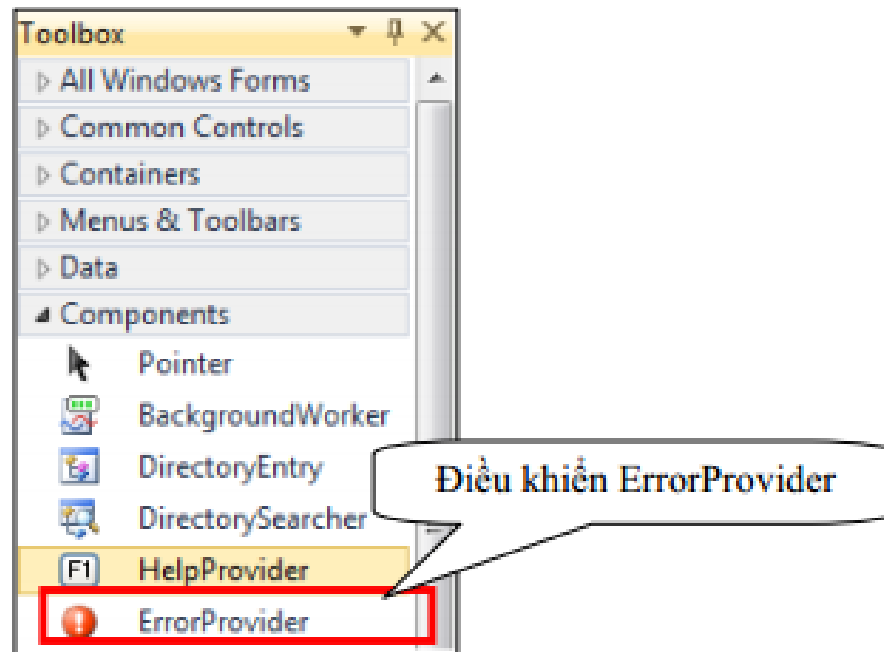 Toolbox
All Windows Forms
Common Controls
Containers
Menus & Toolbars
Data
Components
Pointer
BackgroundWorker
DirectoryEntry
Điều khiển ErrorProvider
DirectorySearcher
F1 HelpProvider
ErrorProvider